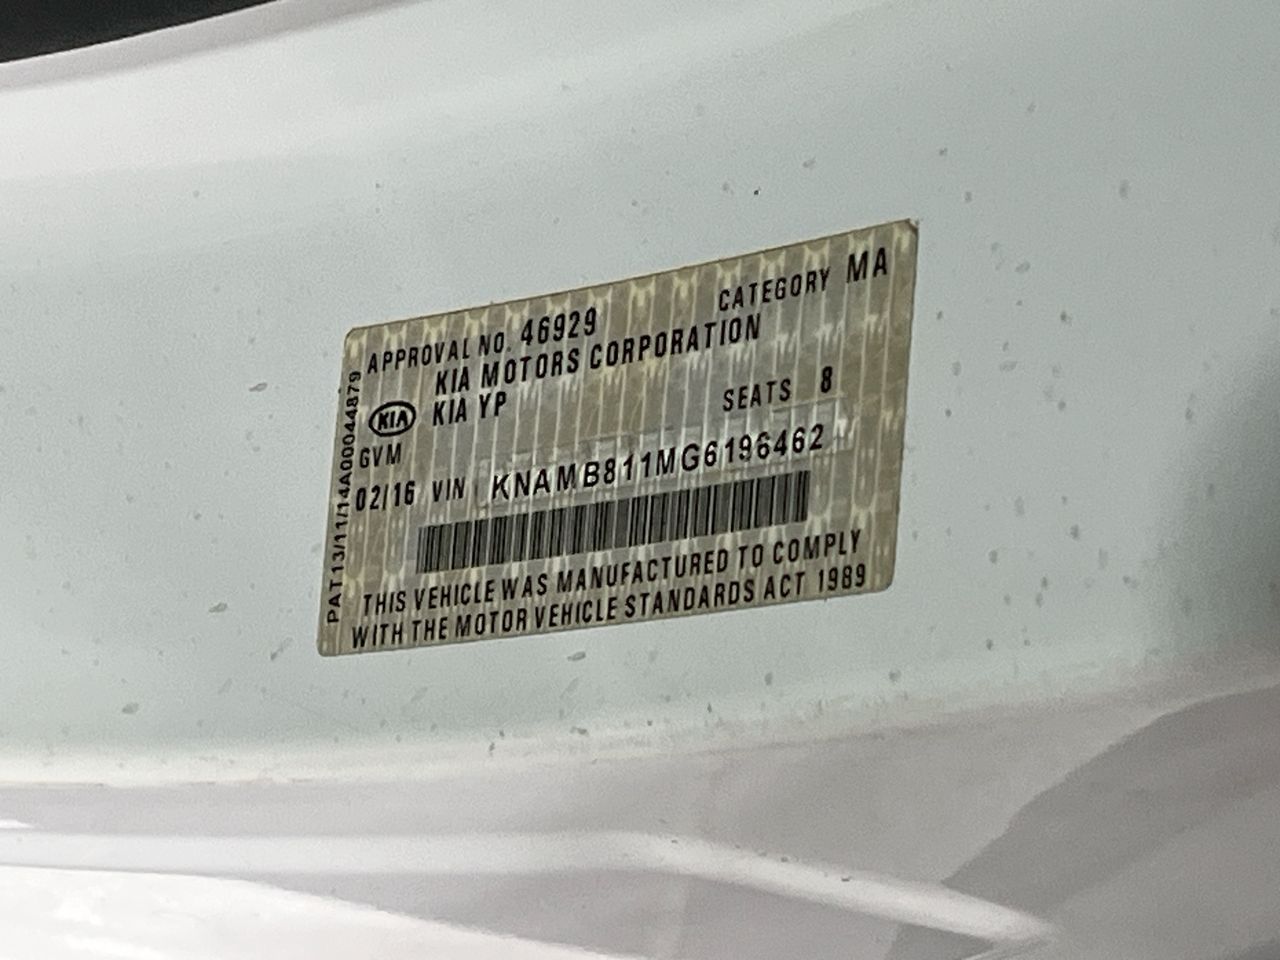 APPROVAL NO. 46929 CATEGORY MA
KIA MOTORS CORPORATION
KIA KIA YP SEATS 8
GVM
02/16 VIN KNAMB811MG6196462
THIS VEHICLE WAS MANUFACTURED TO COMPLY
WITH THE MOTOR VEHICLE STANDARDS ACT 1989
PAT13/11/14A00044879